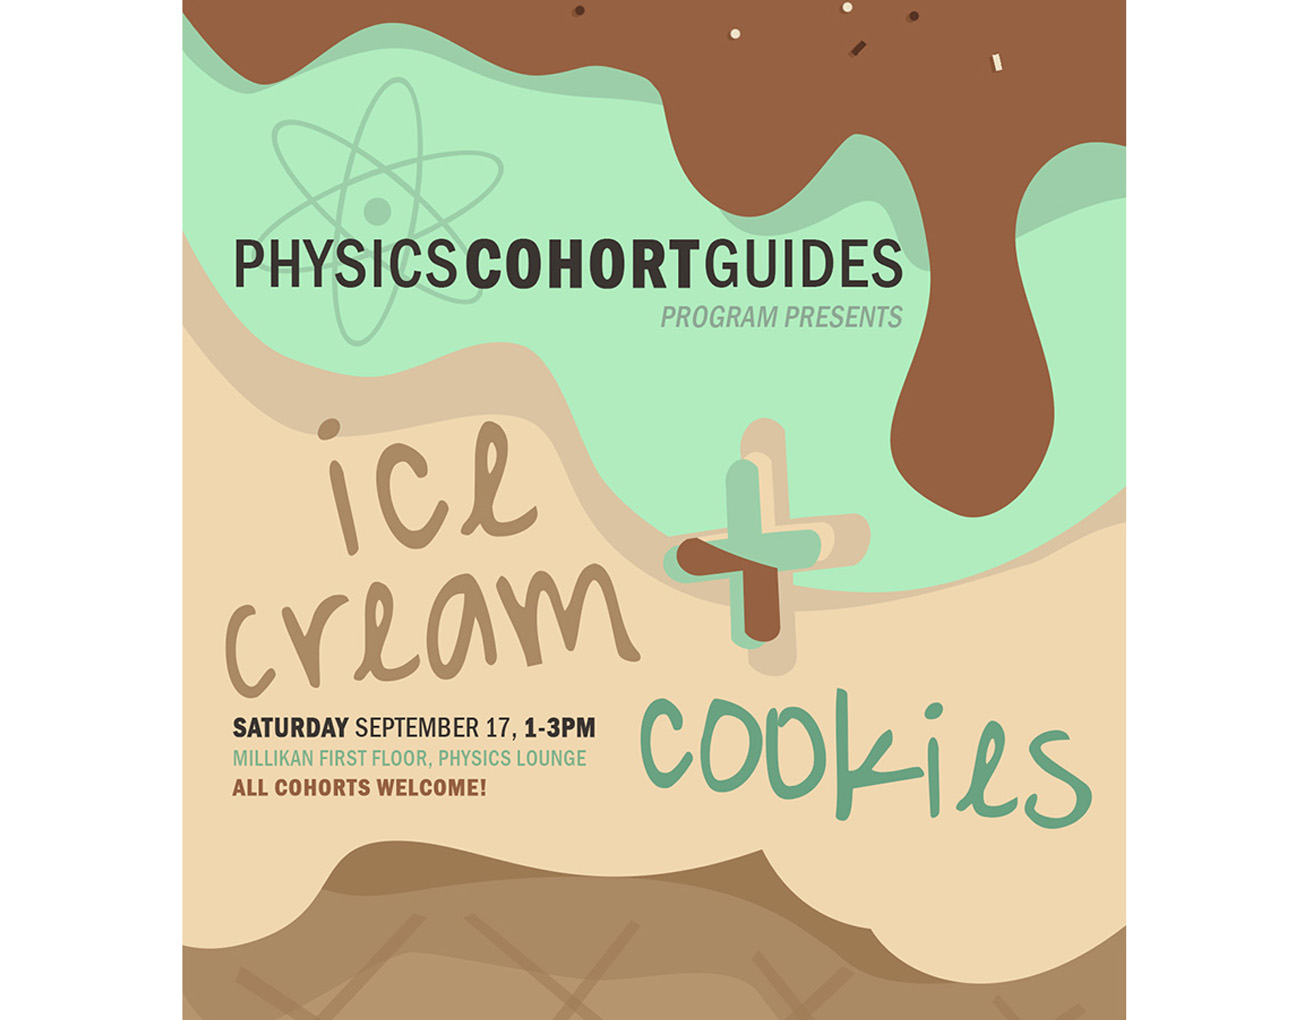 PHYSICSCOHORTGUIDES
PROGRAM PRESENTS
ice
cream
+
cookies
SATURDAY SEPTEMBER 17, 1-3PM
MILLIKAN FIRST FLOOR, PHYSICS LOUNGE
ALL COHORTS WELCOME!